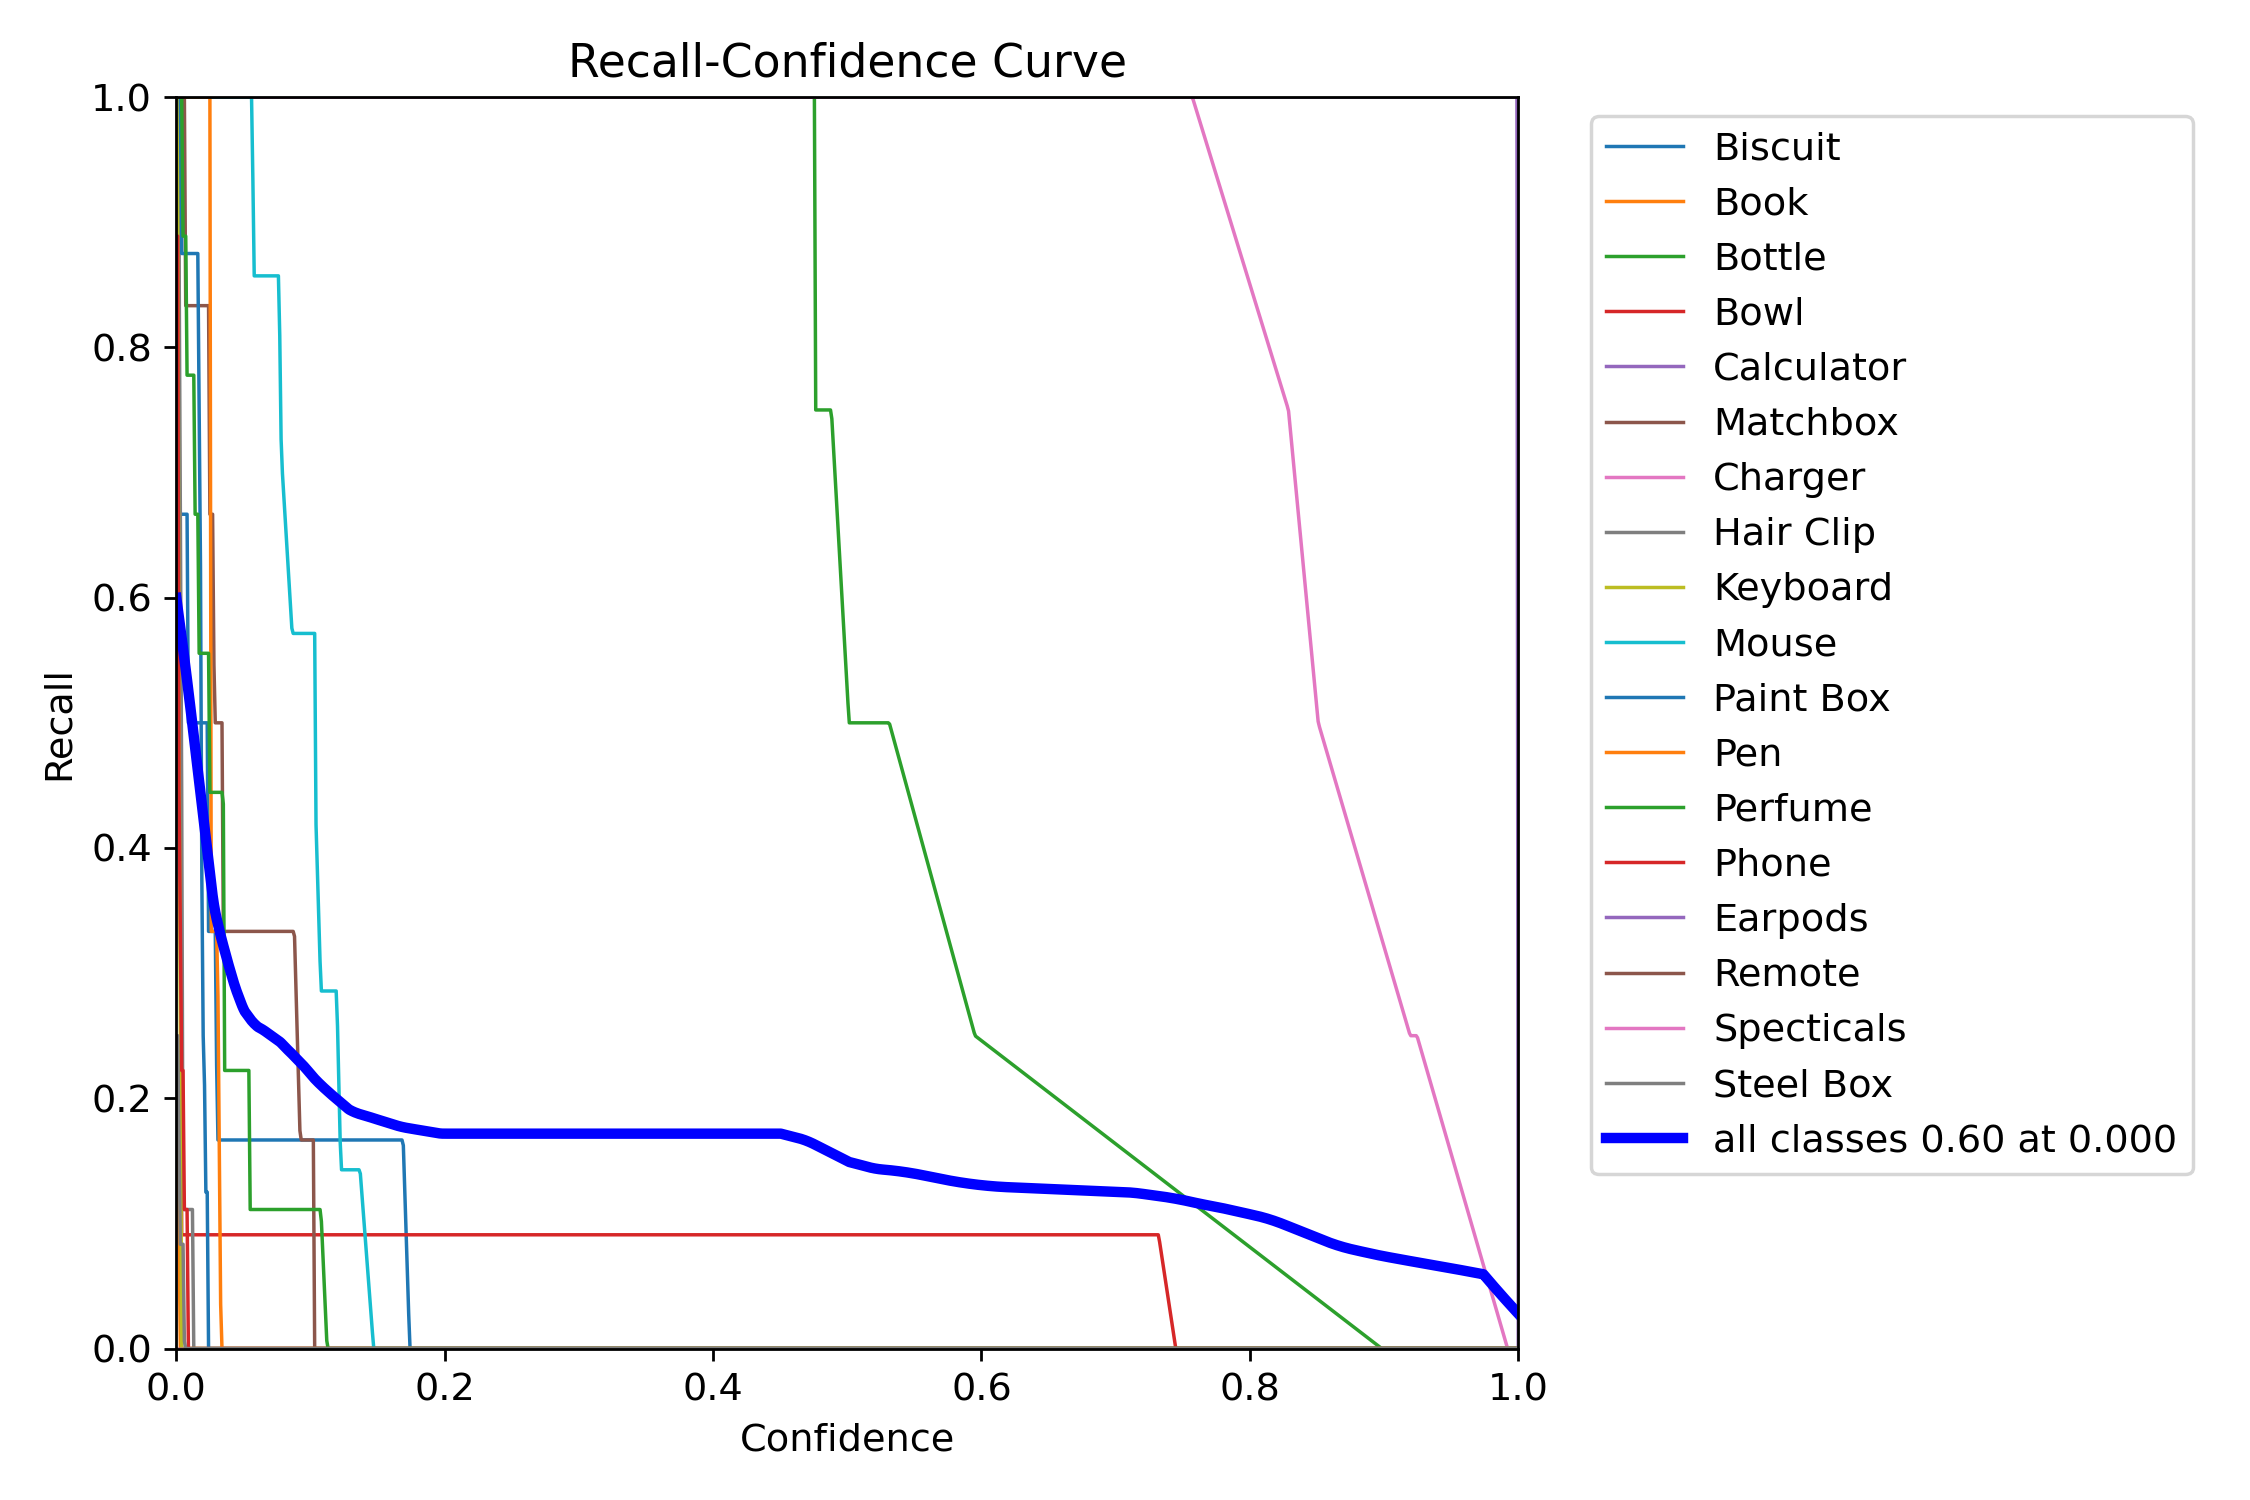 Recall-Confidence Curve
1.0
0.8
0.6
0.4
0.2
0.0
Recall
0.0 0.2 0.4 0.6 0.8 1.0
Confidence
Biscuit
Book
Bottle
Bowl
Calculator
Matchbox
Charger
Hair Clip
Keyboard
Mouse
Paint Box
Pen
Perfume
Phone
Earpods
Remote
Specticals
Steel Box
all classes 0.60 at 0.000